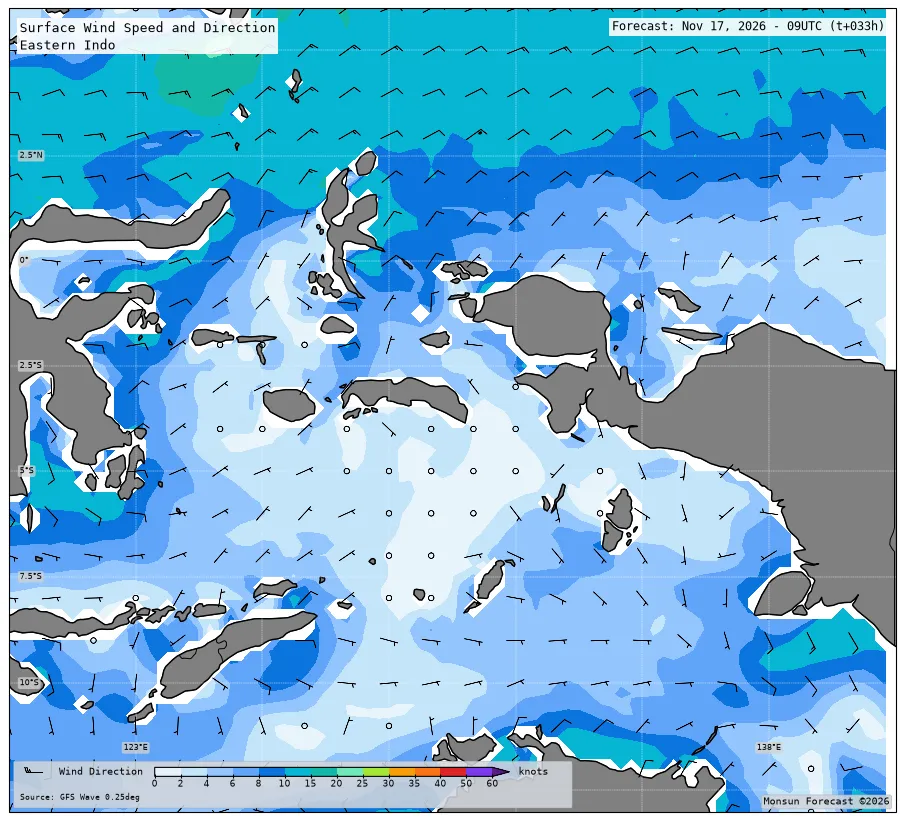 Surface Wind Speed and Direction
Eastern Indo
Forecast: Nov 17, 2026 - 09UTC (t+033h)
2.5°N
0°
2.5°S
5°S
7.5°S
10°S
123°E
138°E
Wind Direction
0 2 4 6 8 10 15 20 25 30 35 40 50 60
knots
Source: GFS Wave 0.25deg
Monsun Forecast ©2026